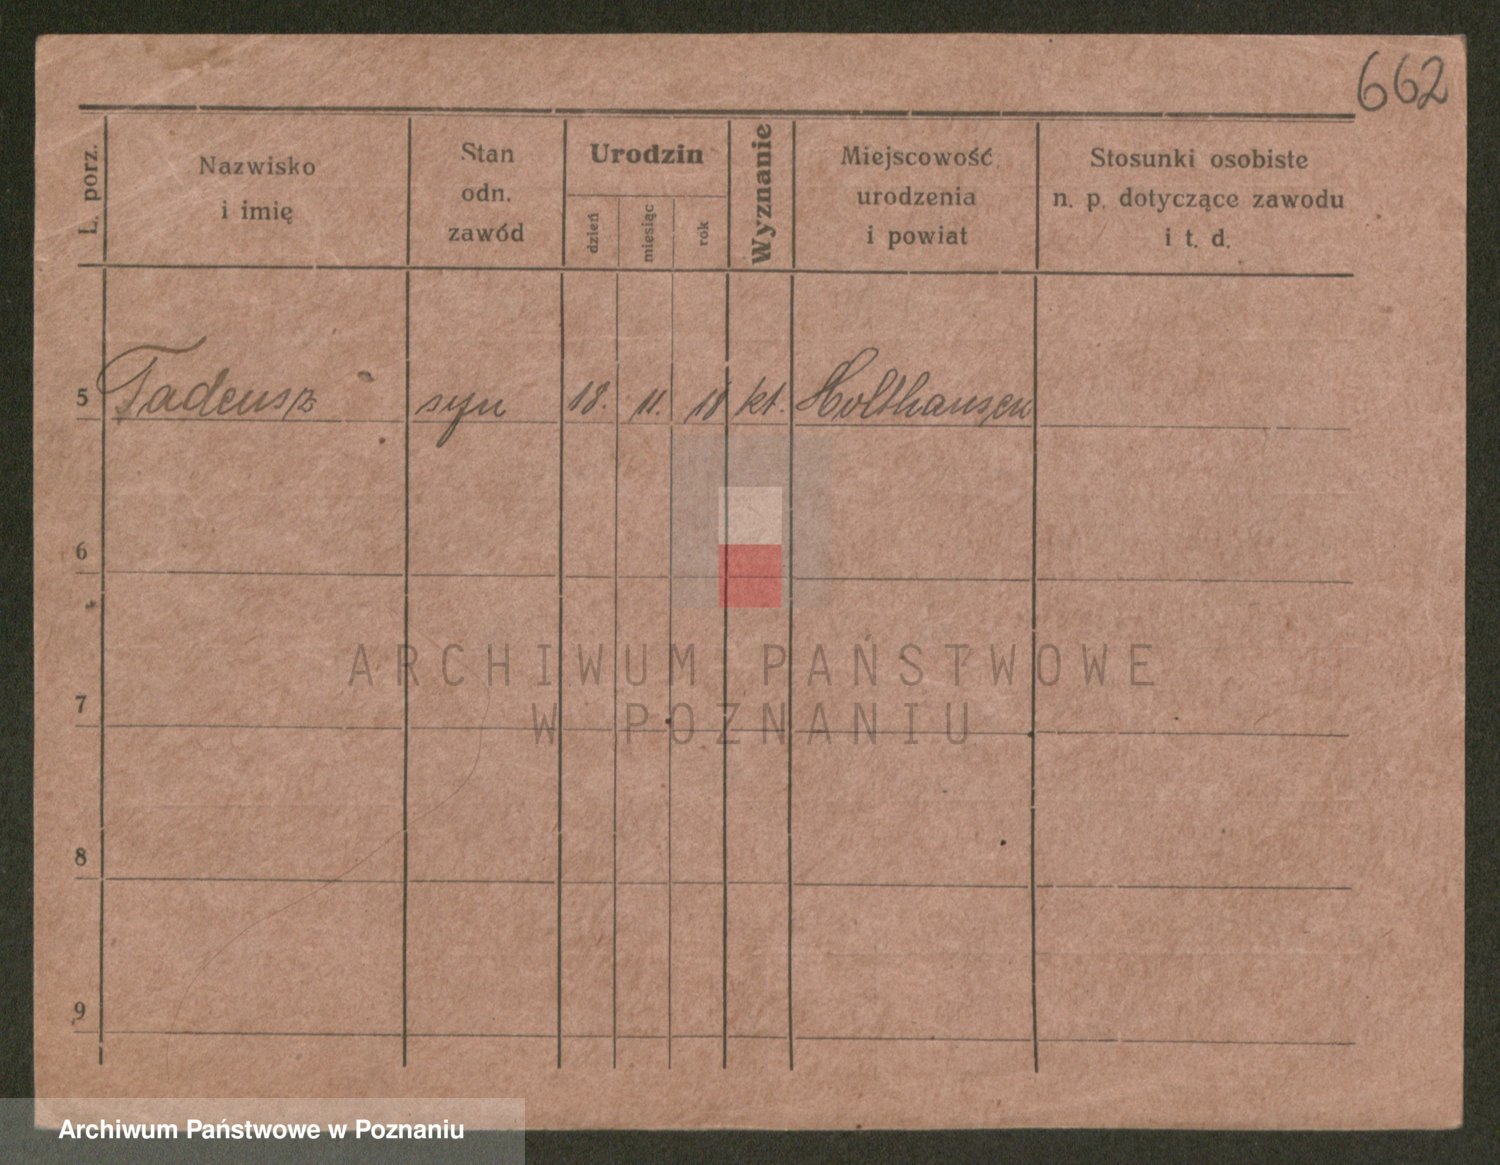 662
L. porz.
Nazwisko
i imię
Stan
odn.
zawód
Urodzin
dzień
miesiąc
rok
Wyznanie
Miejscowość
urodzenia
i powiat
Stosunki osobiste
n. p. dotyczące zawodu
i t. d.
5 Tadeusz syn 18. 11. 18 kt. Holthausen
6
7
8
9
ARCHIWUM PAŃSTWOWE
W POZNANIU
Archiwum Państwowe w Poznaniu